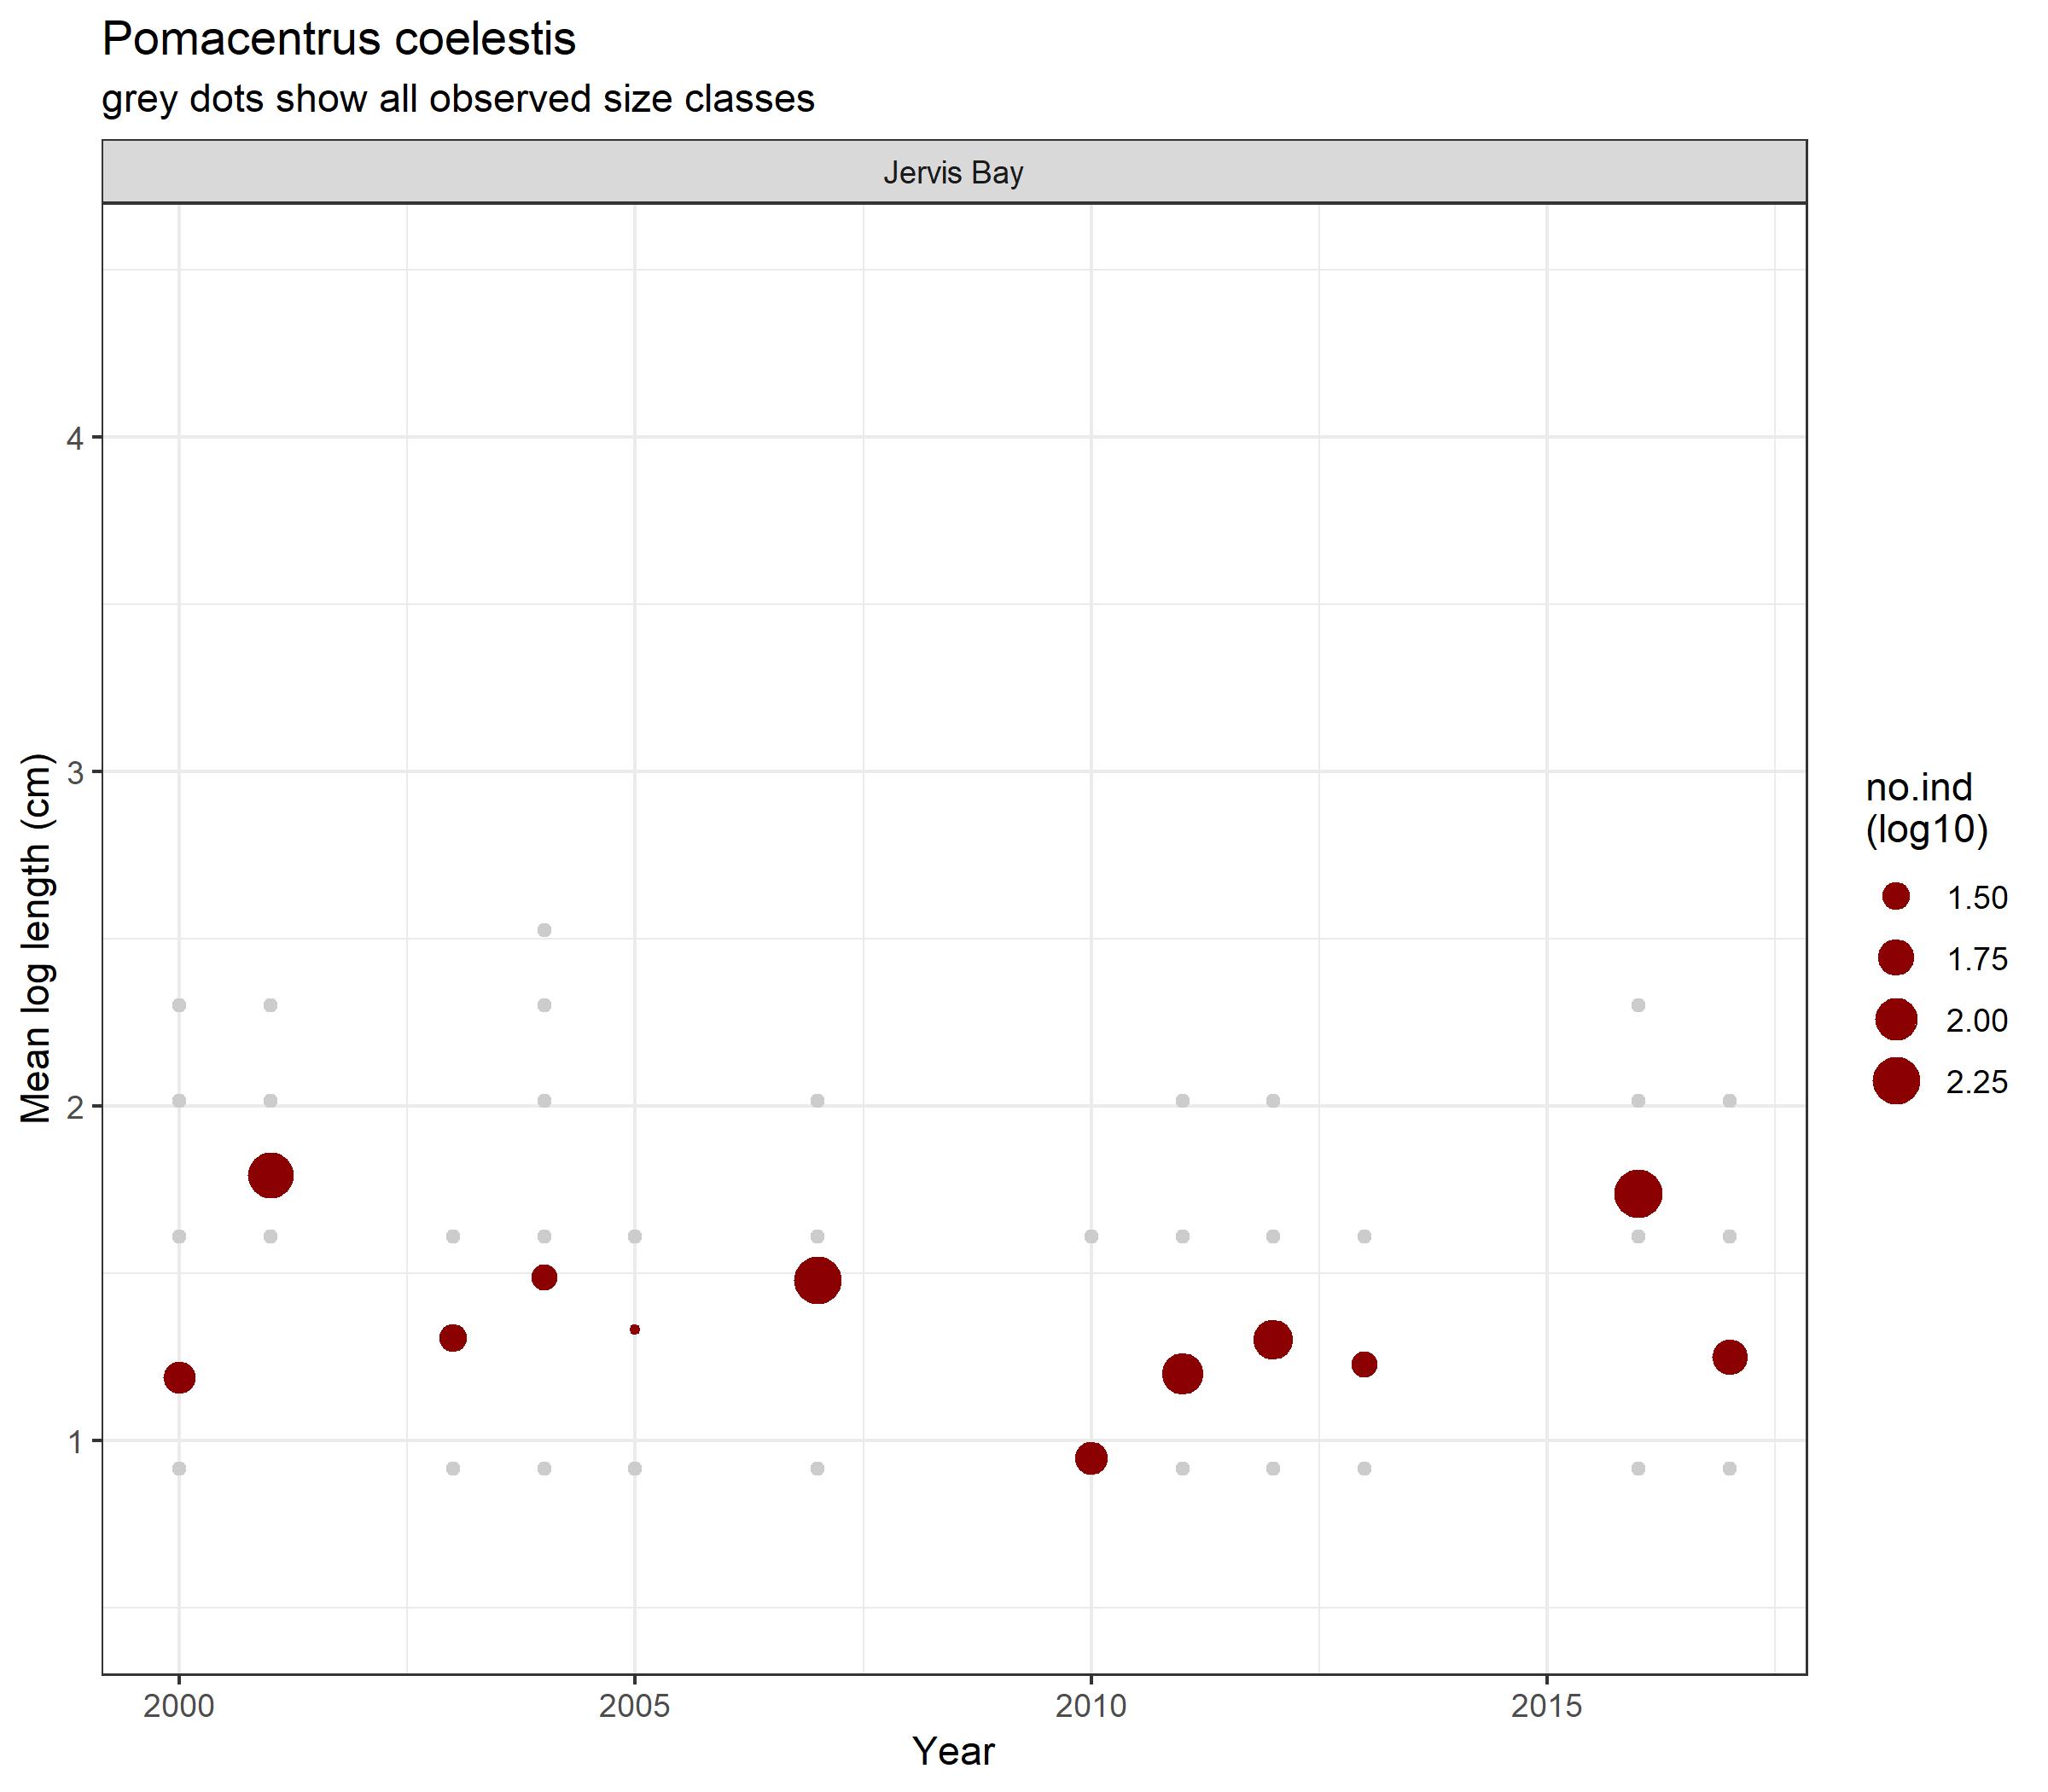 Pomacentrus coelestis
grey dots show all observed size classes
Jervis Bay
Mean log length (cm)
4
3
2
1
2000
2005
2010
2015
Year
no.ind
(log10)
1.50
1.75
2.00
2.25